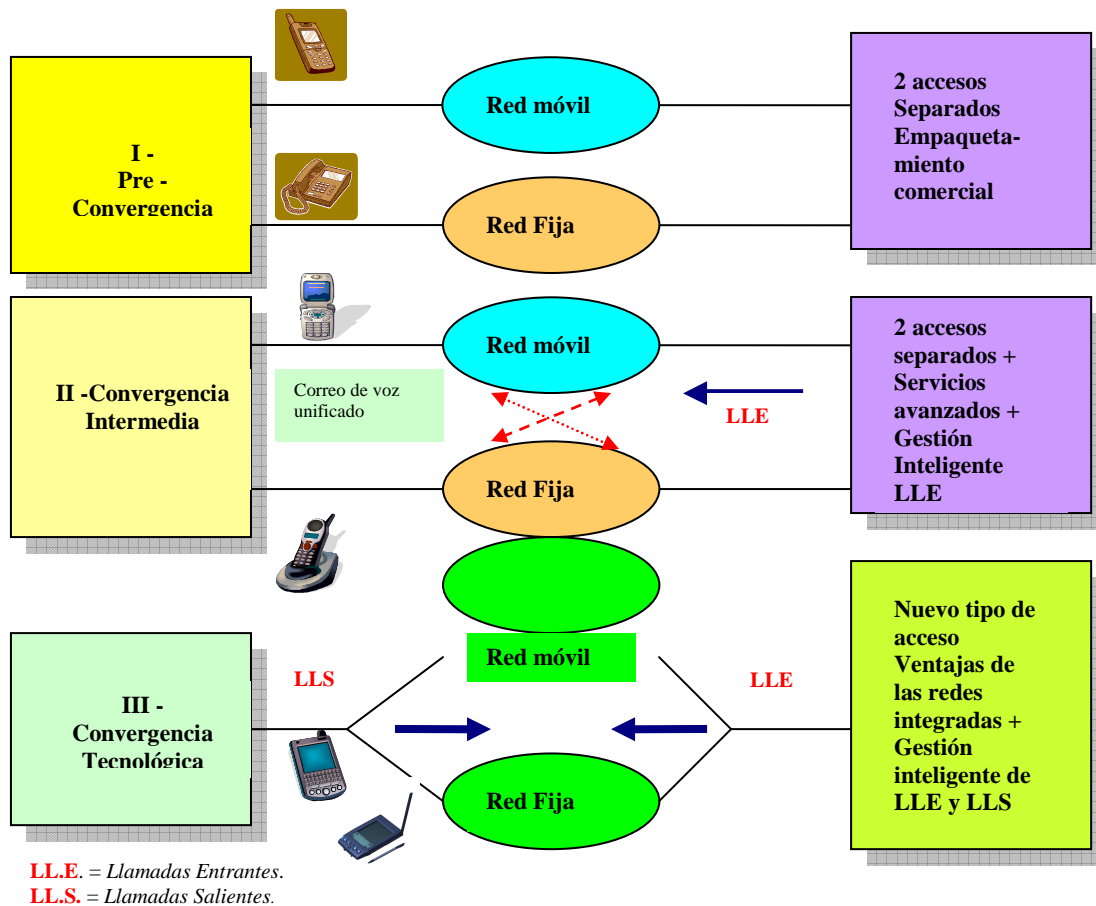 I -
Pre -
Convergencia
Red móvil
Red Fija
2 accesos
Separados
Empaqueta-
miento
comercial
II -Convergencia
Intermedia
Correo de voz
unificado
Red móvil
Red Fija
LLE
2 accesos
separados +
Servicios
avanzados +
Gestión
Inteligente
LLE
III -
Convergencia
Tecnológica
LLS
Red móvil
Red Fija
LLE
Nuevo tipo de
acceso
Ventajas de
las redes
integradas +
Gestión
inteligente de
LLE y LLS
LL.E. = Llamadas Entrantes.
LL.S. = Llamadas Salientes.